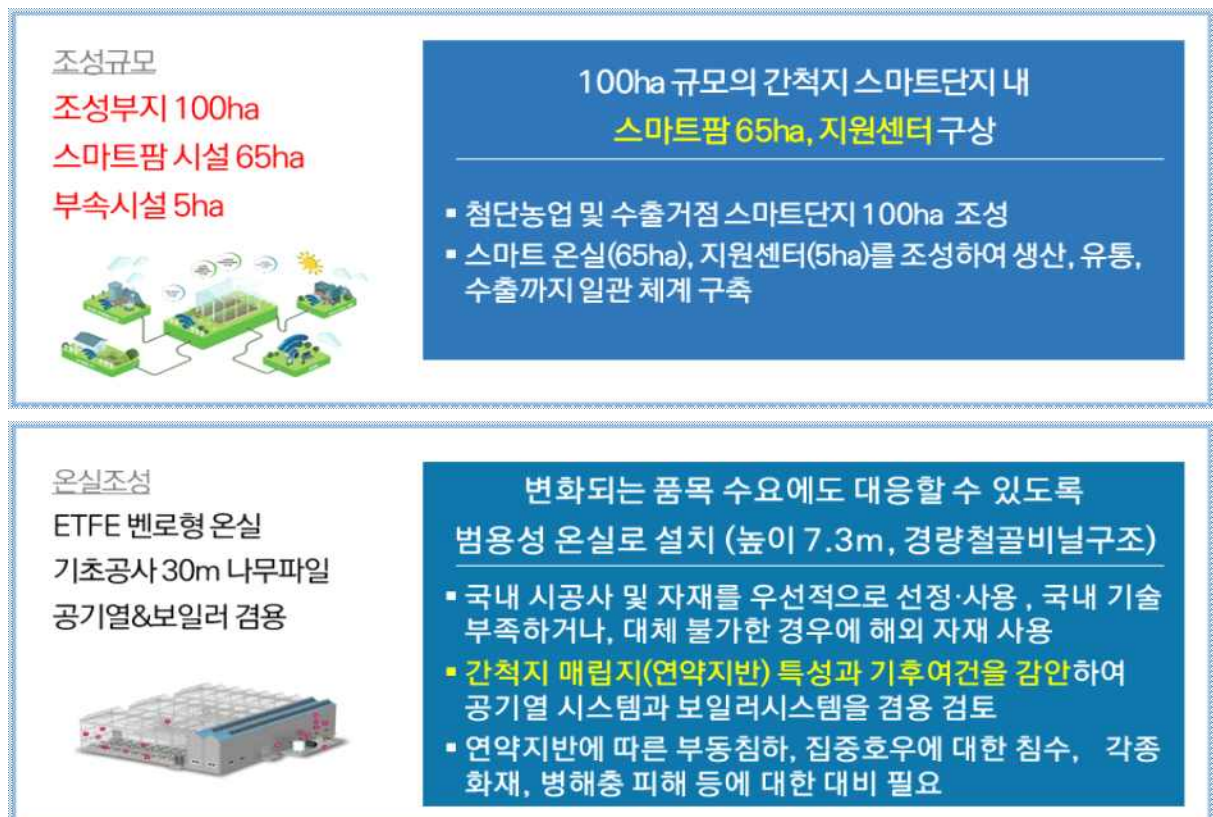 조성규모
조성부지 100ha
스마트팜 시설 65ha
부속시설 5ha
100ha 규모의 간척지 스마트단지 내
스마트팜 65ha, 지원센터 구상
▪ 첨단농업 및 수출거점 스마트단지 100ha 조성
▪ 스마트 온실(65ha), 지원센터(5ha)를 조성하여 생산, 유통,
수출까지 일관 체계 구축
온실조성
ETFE 벤로형 온실
기초공사 30m 나무파일
공기열&보일러 겸용
변화되는 품목 수요에도 대응할 수 있도록
범용성 온실로 설치 (높이 7.3m, 경량철골비닐구조)
▪ 국내 시공사 및 자재를 우선적으로 선정·사용 , 국내 기술
부족하거나, 대체 불가한 경우에 해외 자재 사용
▪ 간척지 매립지(연약지반) 특성과 기후여건을 감안하여
공기열 시스템과 보일러시스템을 겸용 검토
▪ 연약지반에 따른 부동침하, 집중호우에 대한 침수, 각종
화재, 병해충 피해 등에 대한 대비 필요